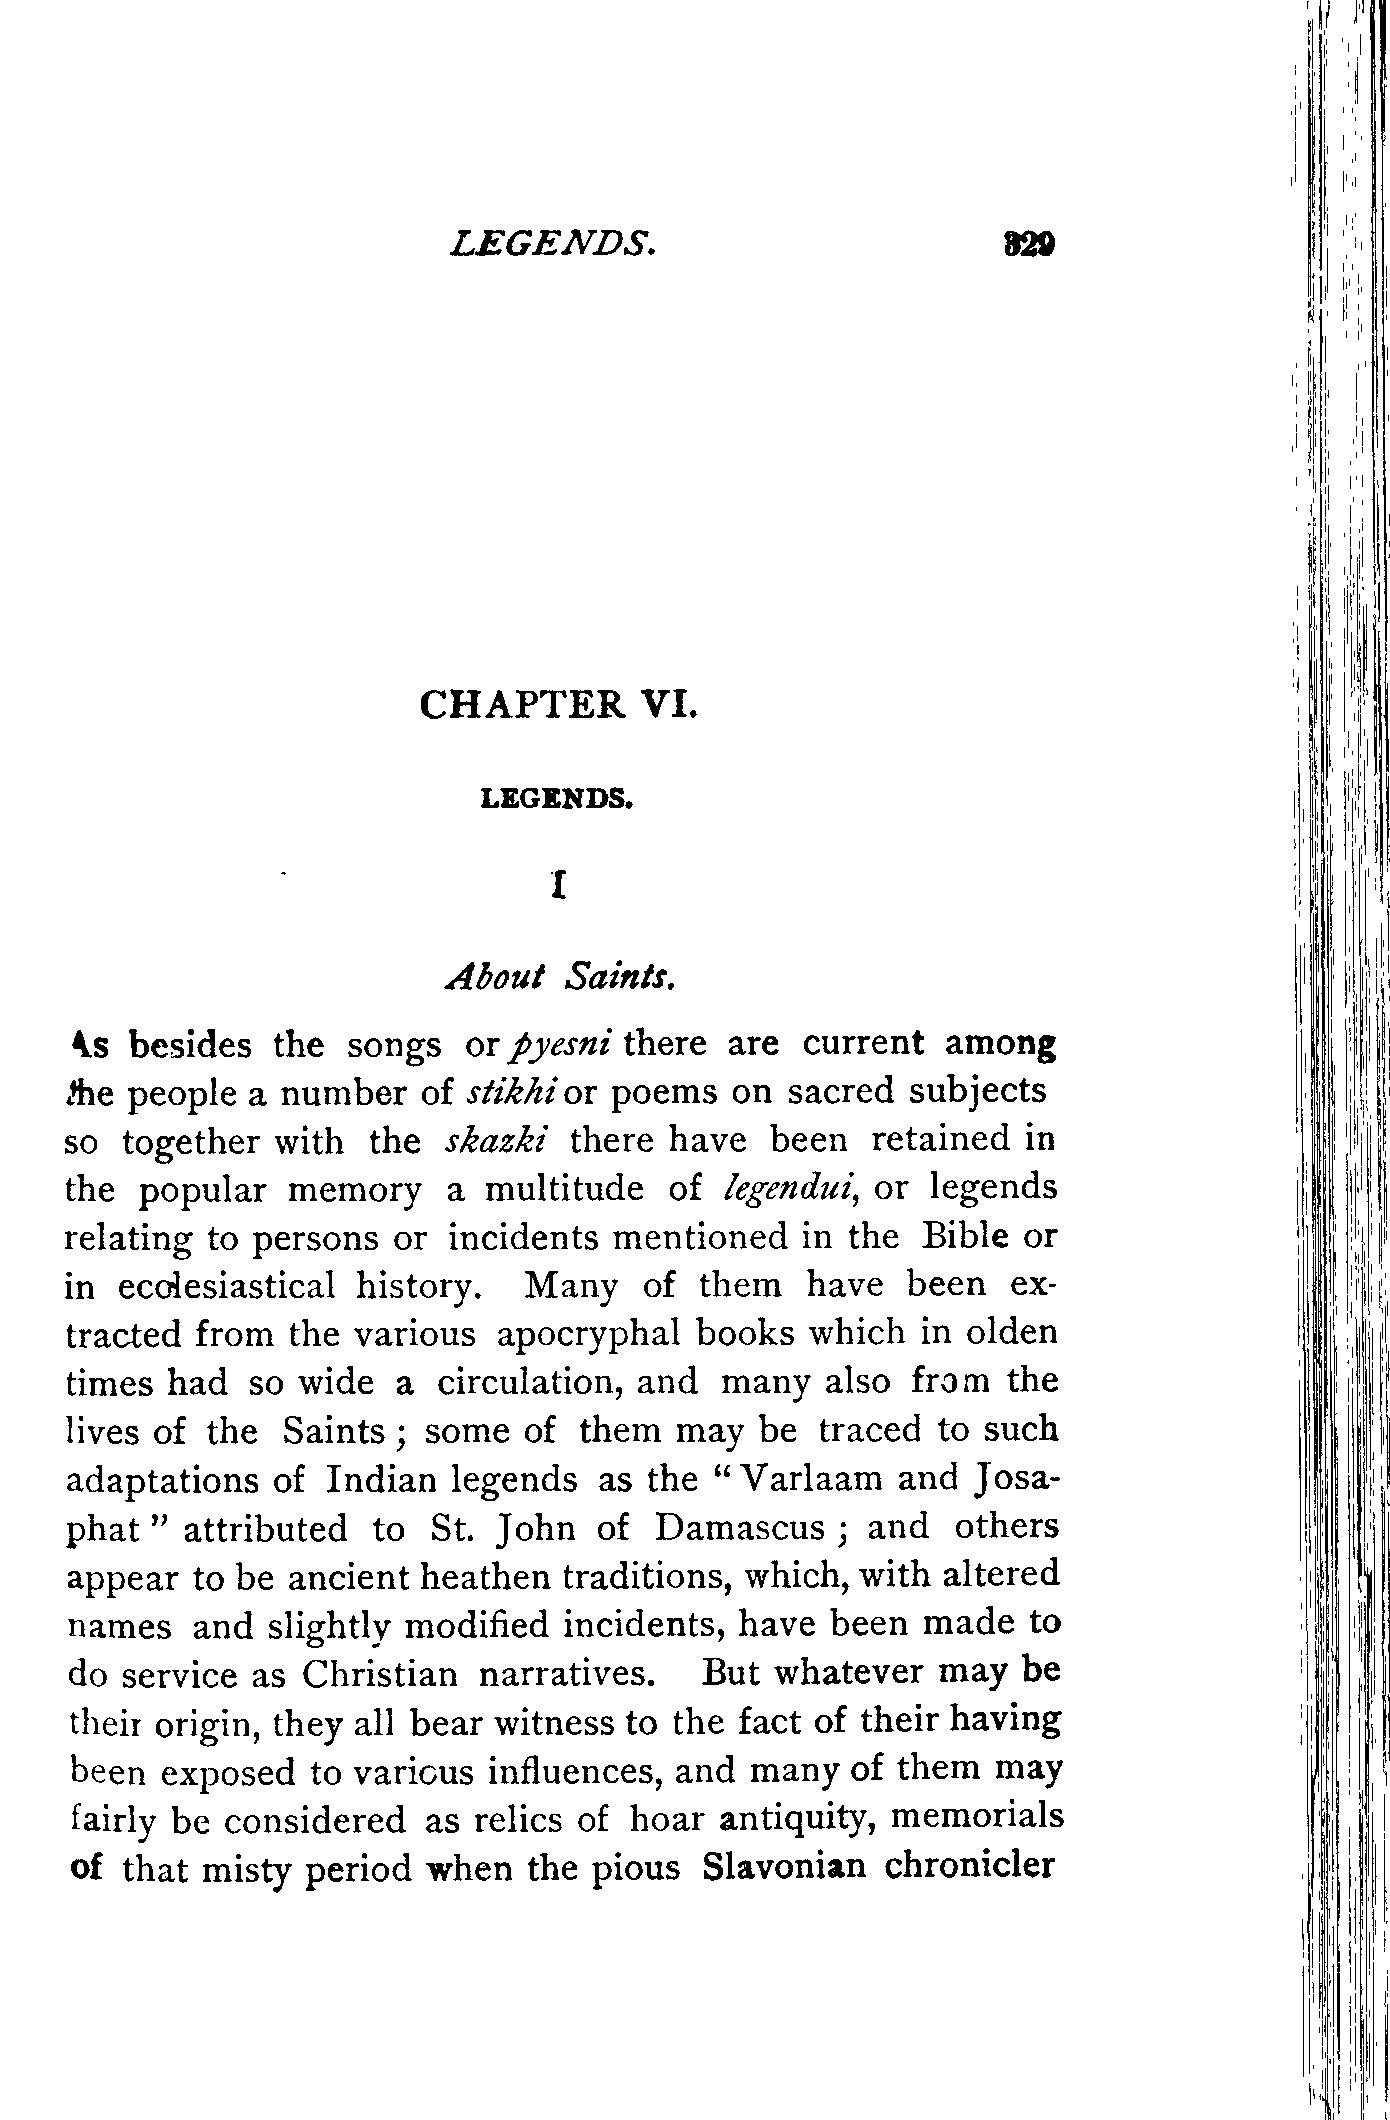 LEGENDS. 329
CHAPTER VI.
LEGENDS.
I
About Saints.
As besides the songs or pyesni there are current among
the people a number of stikhi or poems on sacred subjects
so together with the skazki there have been retained in
the popular memory a multitude of legendui, or legends
relating to persons or incidents mentioned in the Bible or
in ecclesiastical history. Many of them have been ex-
tracted from the various apocryphal books which in olden
times had so wide a circulation, and many also from the
lives of the Saints ; some of them may be traced to such
adaptations of Indian legends as the “ Varlaam and Josa-
phat ” attributed to St. John of Damascus ; and others
appear to be ancient heathen traditions, which, with altered
names and slightly modified incidents, have been made to
do service as Christian narratives. But whatever may be
their origin, they all bear witness to the fact of their having
been exposed to various influences, and many of them may
fairly be considered as relics of hoar antiquity, memorials
of that misty period when the pious Slavonian chronicler